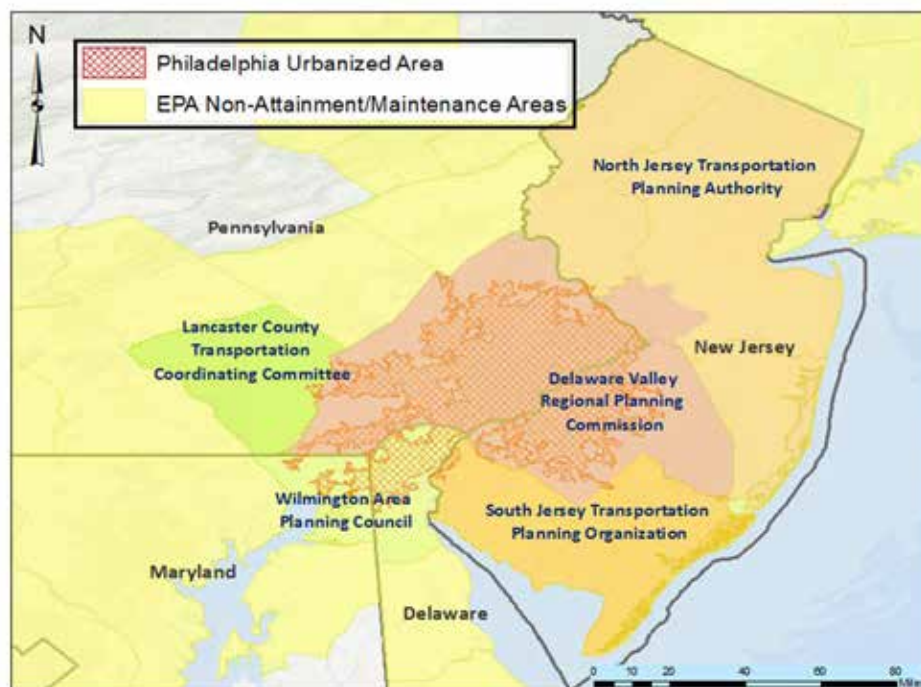 N
Philadelphia Urbanized Area
EPA Non-Attainment/Maintenance Areas
North Jersey Transportation
Planning Authority
Pennsylvania
Lancaster County
Transportation
Coordinating Committee
New Jersey
Delaware Valley
Regional Planning
Commission
Wilmington Area
Planning Council
South Jersey Transportation
Planning Organization
Maryland
Delaware
0 20 40 60 80
Miles